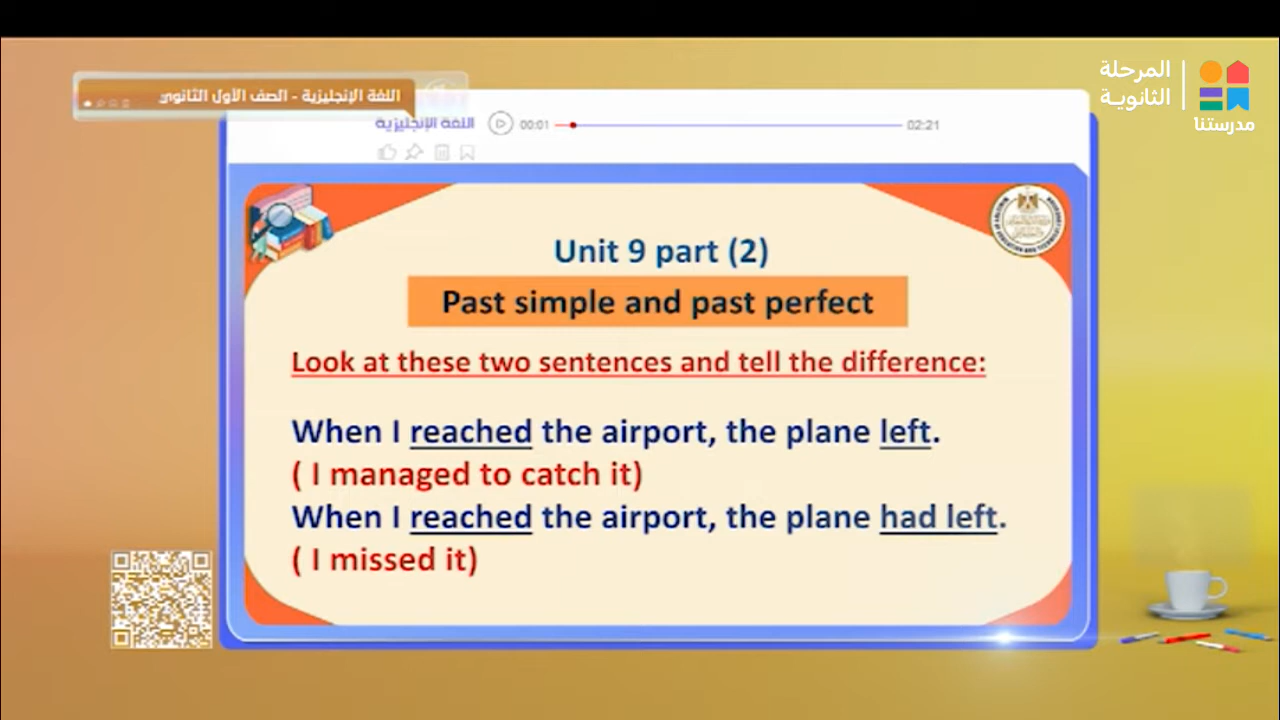 المرحلة
الثانوية
مدرستنا
اللغة الإنجليزية - الصف الأول الثانوي
اللغة الإنجليزية
00:01
02:21
Unit 9 part (2)
Past simple and past perfect
Look at these two sentences and tell the difference:
When I reached the airport, the plane left.
( I managed to catch it)
When I reached the airport, the plane had left.
( I missed it)